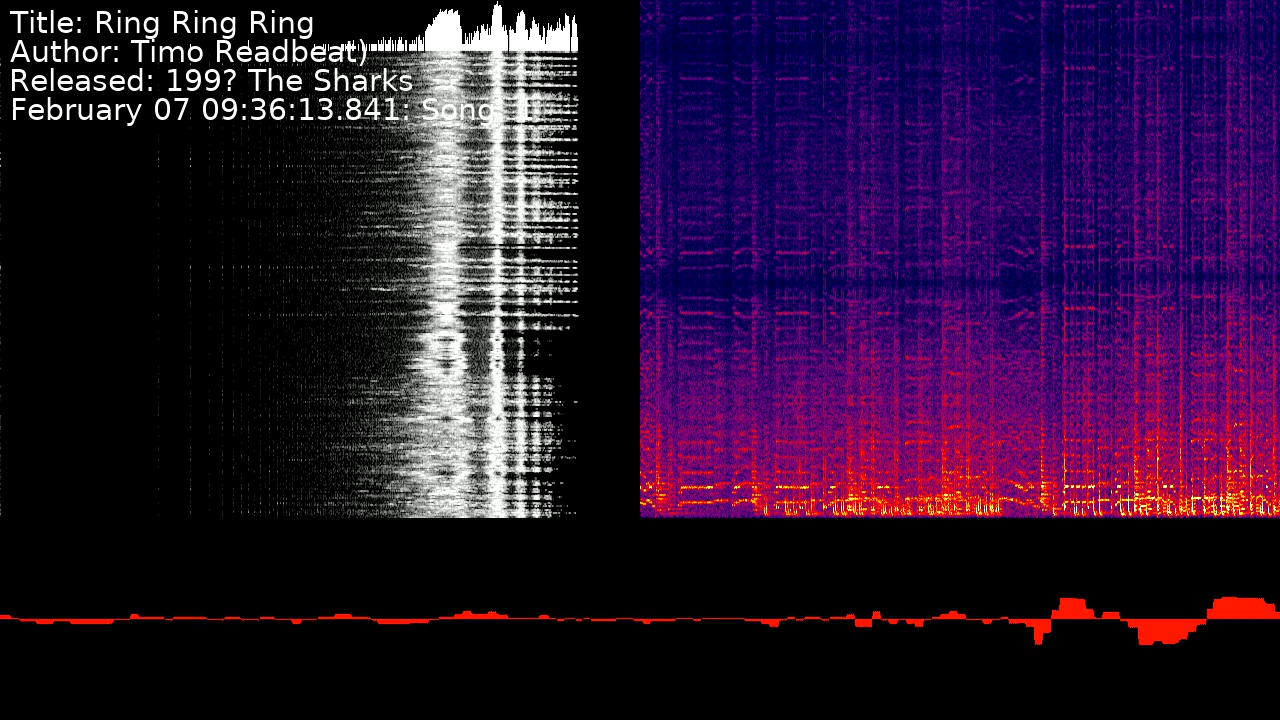 Title: Ring Ring Ring
Author: Timo Readbeat)
Released: 199? The Sharks
February 07 09:36:13.841: Song